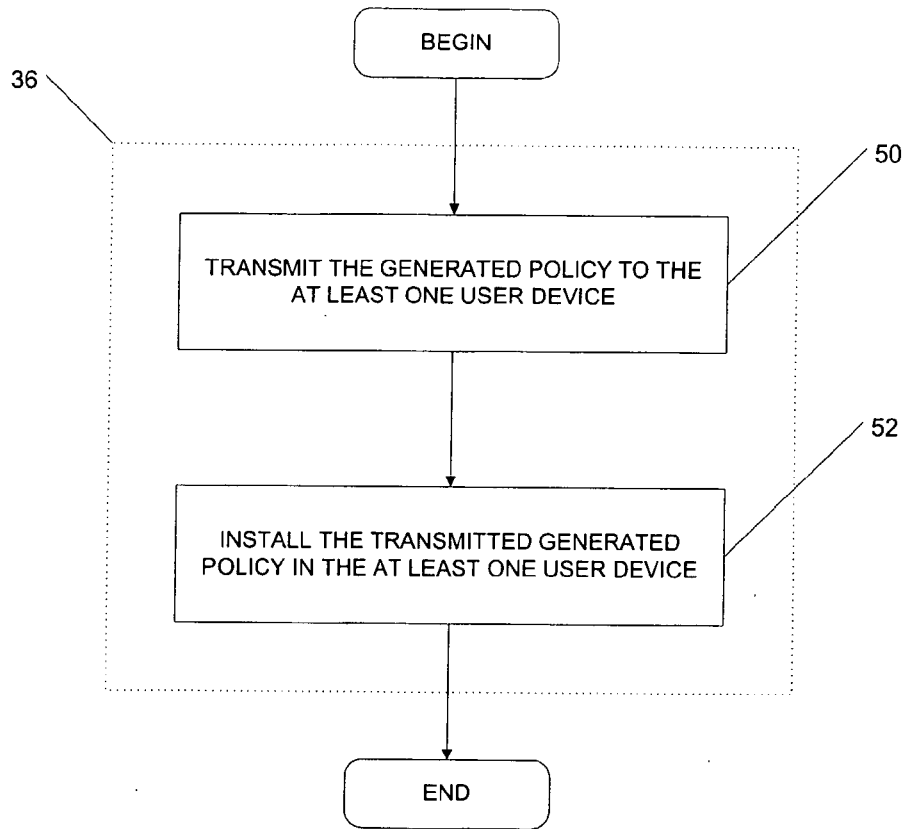 BEGIN
36
50
TRANSMIT THE GENERATED POLICY TO THE
AT LEAST ONE USER DEVICE
52
INSTALL THE TRANSMITTED GENERATED
POLICY IN THE AT LEAST ONE USER DEVICE
END